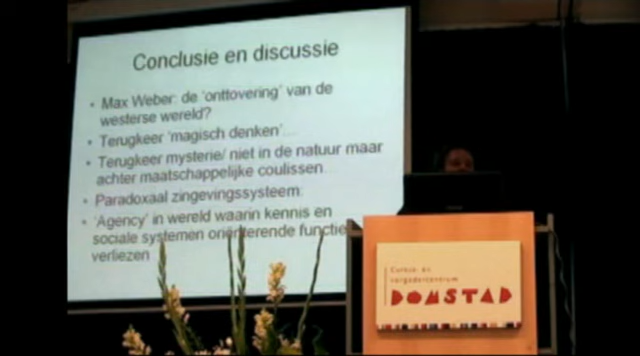 Conclusie en discussie
• Max Weber: de ‘onttovering’ van de
westerse wereld?
• Terugkeer ‘magisch denken’...
• Terugkeer mysterie/ niet in de natuur maar
achter maatschappelijke coulissen
• Paradoxaal zingevingssysteem:
• ‘Agency’ in wereld waarin kennis en
sociale systemen oriënterende functie
verliezen
Cursus- en
vergadercentrum
DOMSTAD